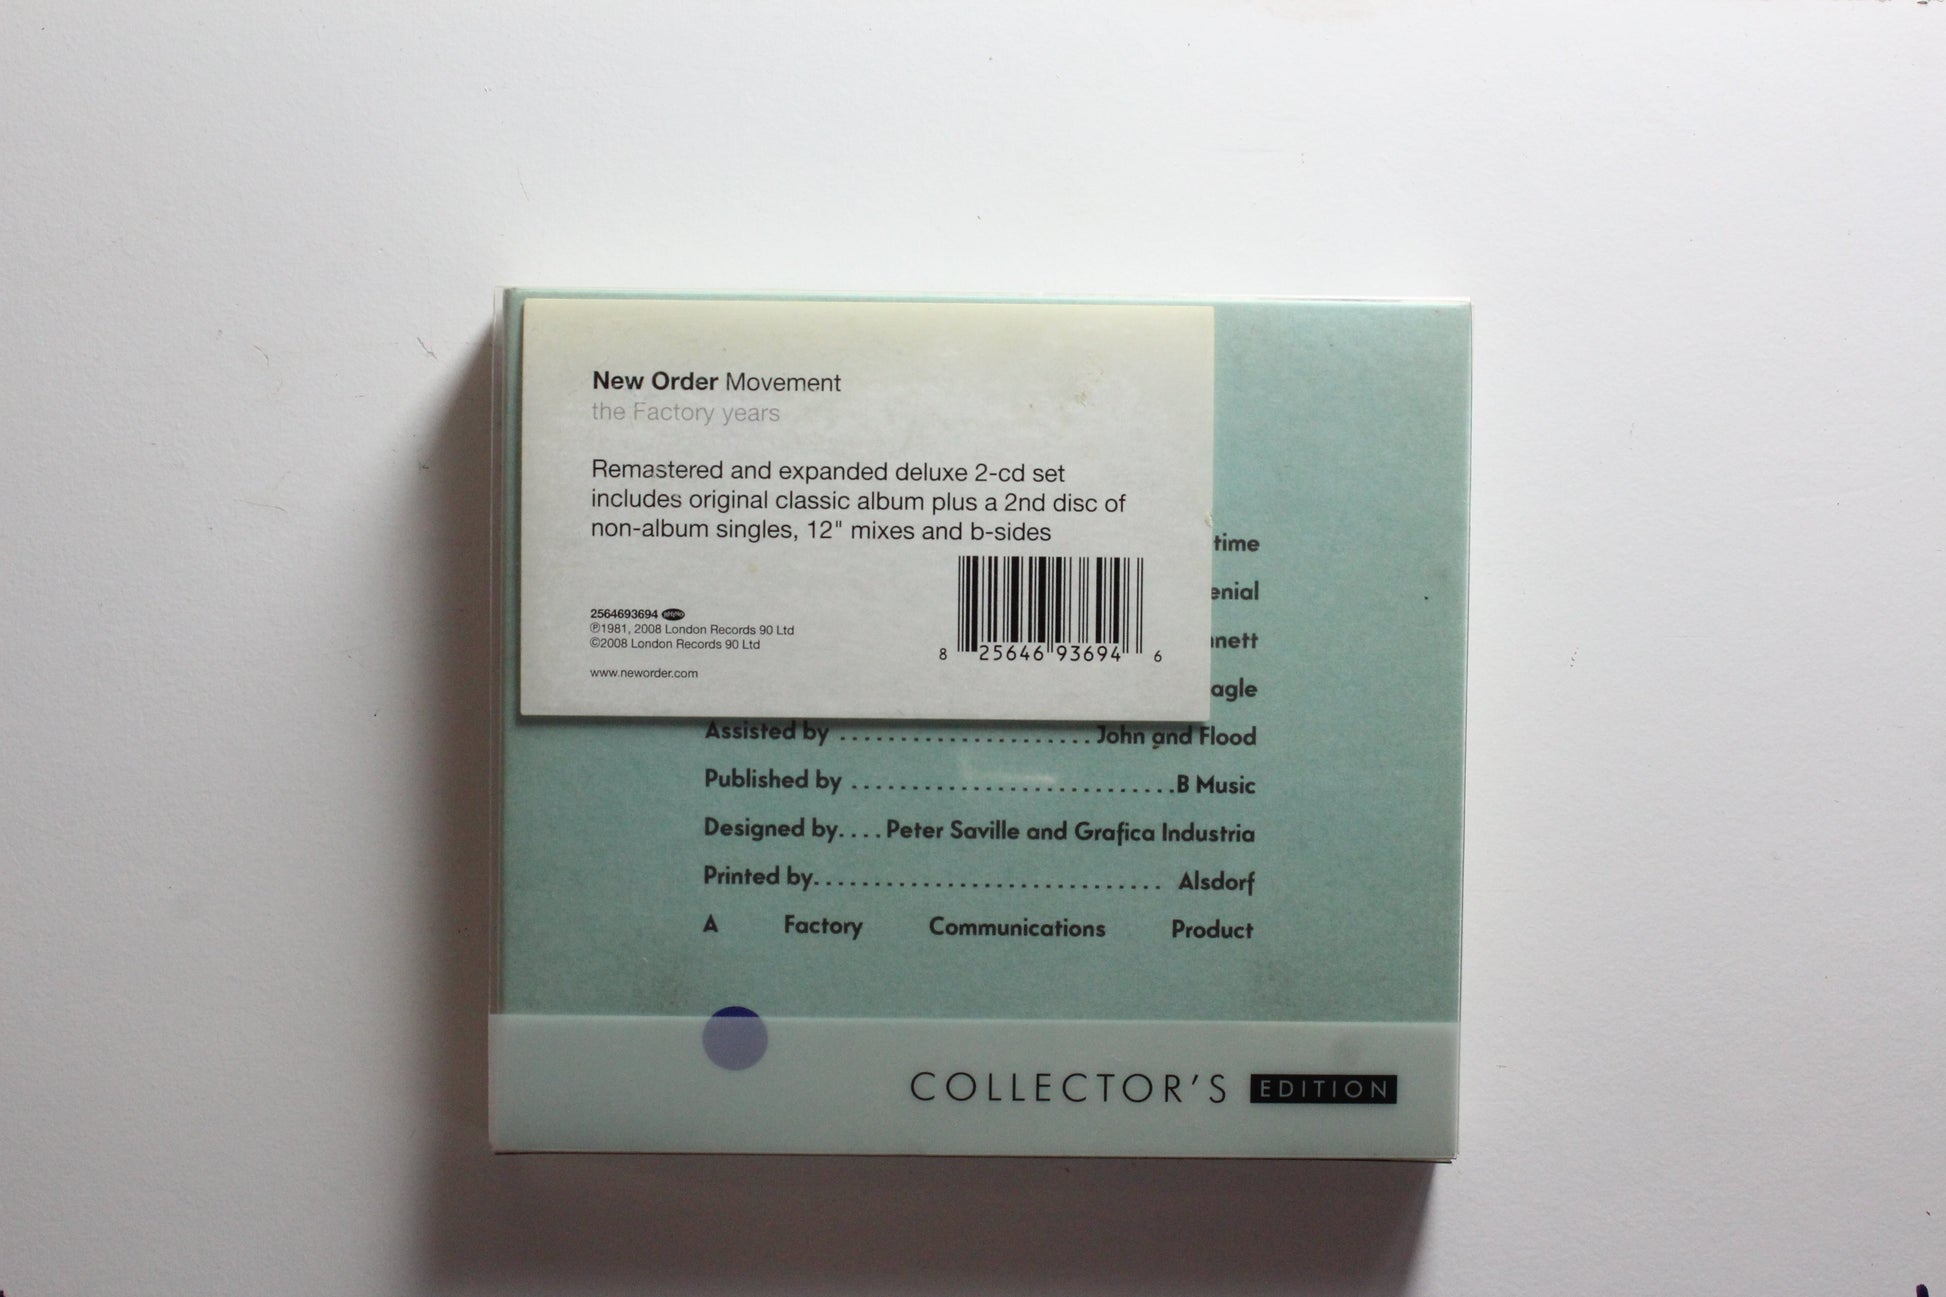 New Order Movement
the Factory years
Remastered and expanded deluxe 2-cd set
includes original classic album plus a 2nd disc of
non-album singles, 12" mixes and b-sides
2564693694 RHINO
℗1981, 2008 London Records 90 Ltd
©2008 London Records 90 Ltd
www.neworder.com
8 25646 93694 6
time
enial
nnett
agle
Assisted by ...................... John and Flood
Published by ........................... B Music
Designed by.... Peter Saville and Grafica Industria
Printed by............................. Alsdorf
A Factory Communications Product
COLLECTOR'S EDITION